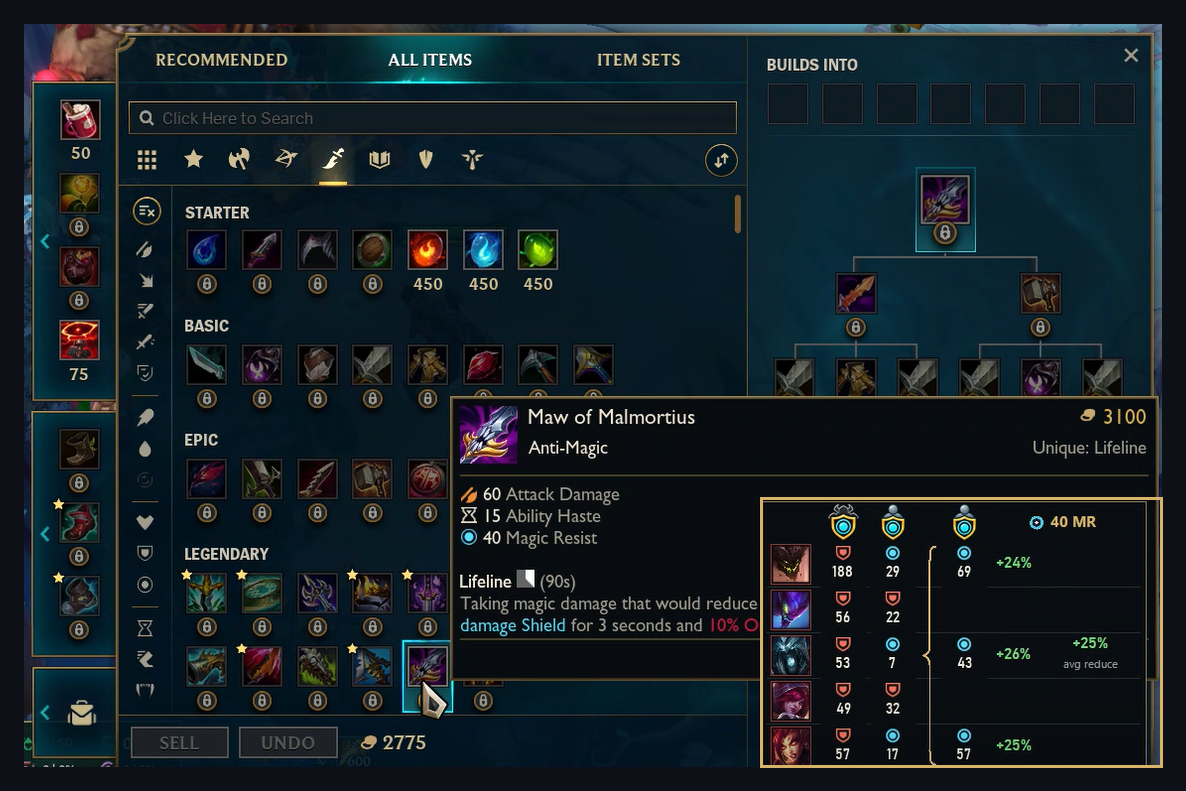 RECOMMENDED
ALL ITEMS
ITEM SETS
BUILDS INTO
Click Here to Search
50
75
STARTER
450
450
450
BASIC
EPIC
LEGENDARY
Maw of Malmortius
3100
Anti-Magic
Unique: Lifeline
60 Attack Damage
15 Ability Haste
40 Magic Resist
Lifeline (90s)
Taking magic damage that would reduce
damage Shield for 3 seconds and 10% O
40 MR
188 29 69 +24%
56 22
53 7 43 +26% +25%
avg reduce
49 32
57 17 57 +25%
SELL
UNDO
2775